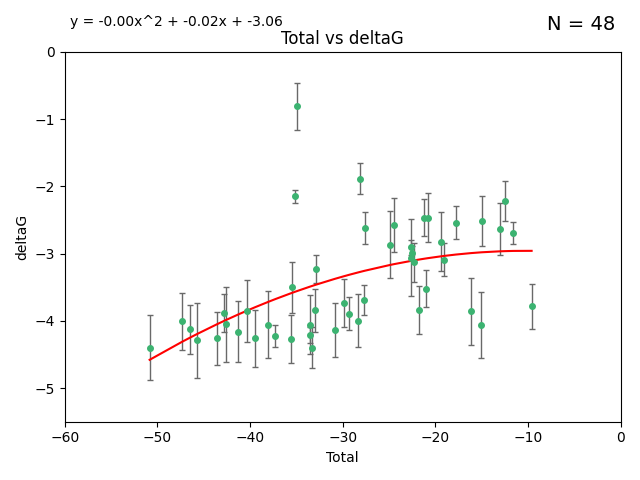 y = -0.00x^2 + -0.02x + -3.06
N = 48
Total vs deltaG
0
−1
−2
−3
−4
−5
deltaG
−60
−50
−40
−30
−20
−10
0
Total